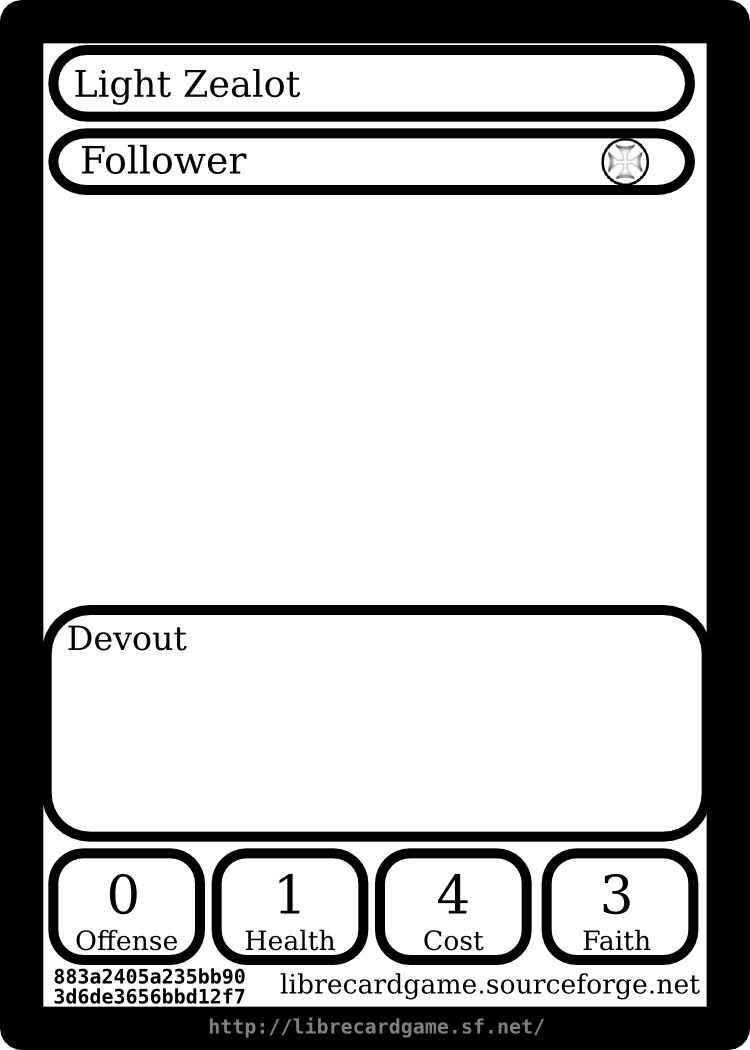 Light Zealot
Follower
Devout
0
Offense
1
Health
4
Cost
3
Faith
883a2405a235bb90
3d6de3656bbd12f7
librecardgame.sourceforge.net
http://librecardgame.sf.net/